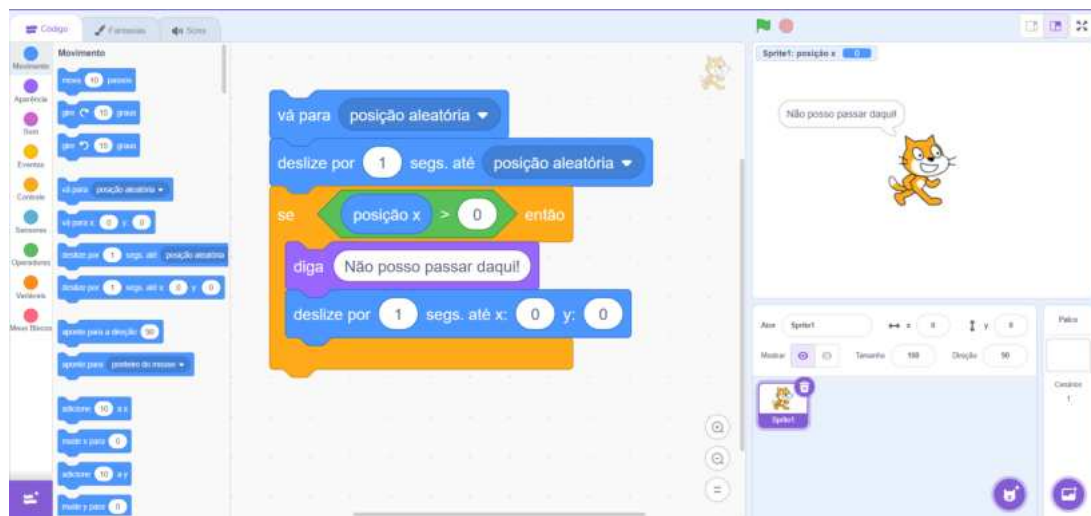 Código Fantasias Sons
Movimento
Aparência
Som
Eventos
Controle
Sensores
Operadores
Variáveis
Meus Blocos
Movimento
mova 10 passos
gire 15 graus
gire 15 graus
vá para posição aleatória
vá para x: 0 y: 0
deslize por 1 segs. até posição aleatória
deslize por 1 segs. até x: 0 y: 0
aponte para a direção 90
aponte para ponteiro do mouse
adicione 10 a x
mude x para 0
adicione 10 a y
mude y para 0
vá para posição aleatória
deslize por 1 segs. até posição aleatória
se posição x > 0 então
diga Não posso passar daqui!
deslize por 1 segs. até x: 0 y: 0
Sprite1: posição x 0
Não posso passar daqui!
Ator Sprite1 x 0 y 0
Mostrar Tamanho 100 Direção 90
Sprite1
Palco
Cenários
1